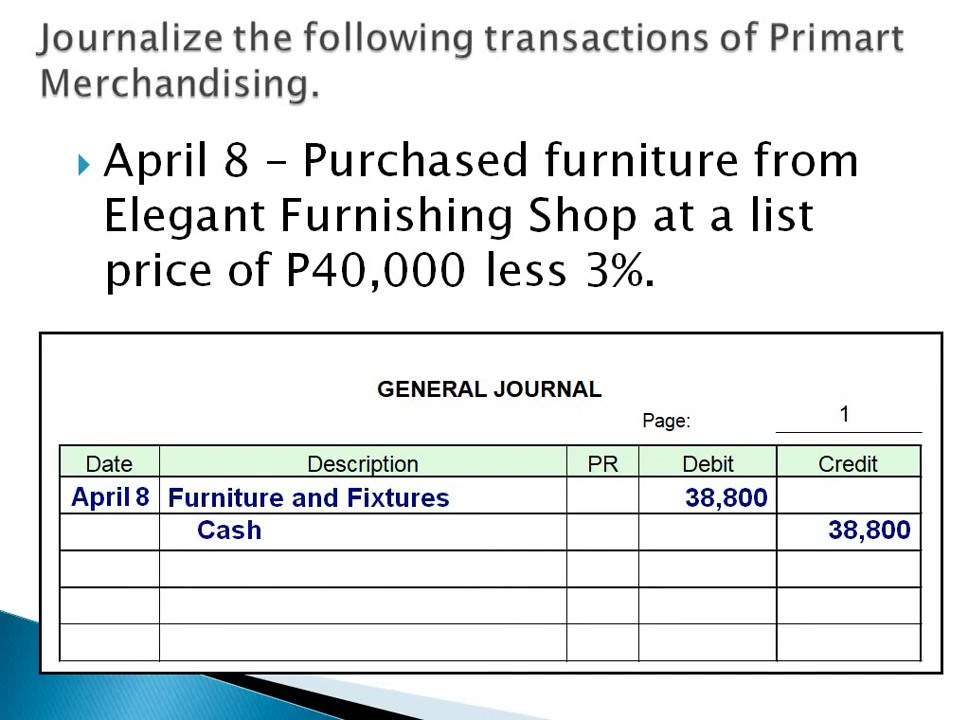 Journalize the following transactions of Primart
Merchandising.
April 8 – Purchased furniture from
Elegant Furnishing Shop at a list
price of P40,000 less 3%.
GENERAL JOURNAL
Page: 1
Date Description PR Debit Credit
April 8 Furniture and Fixtures 38,800
Cash 38,800